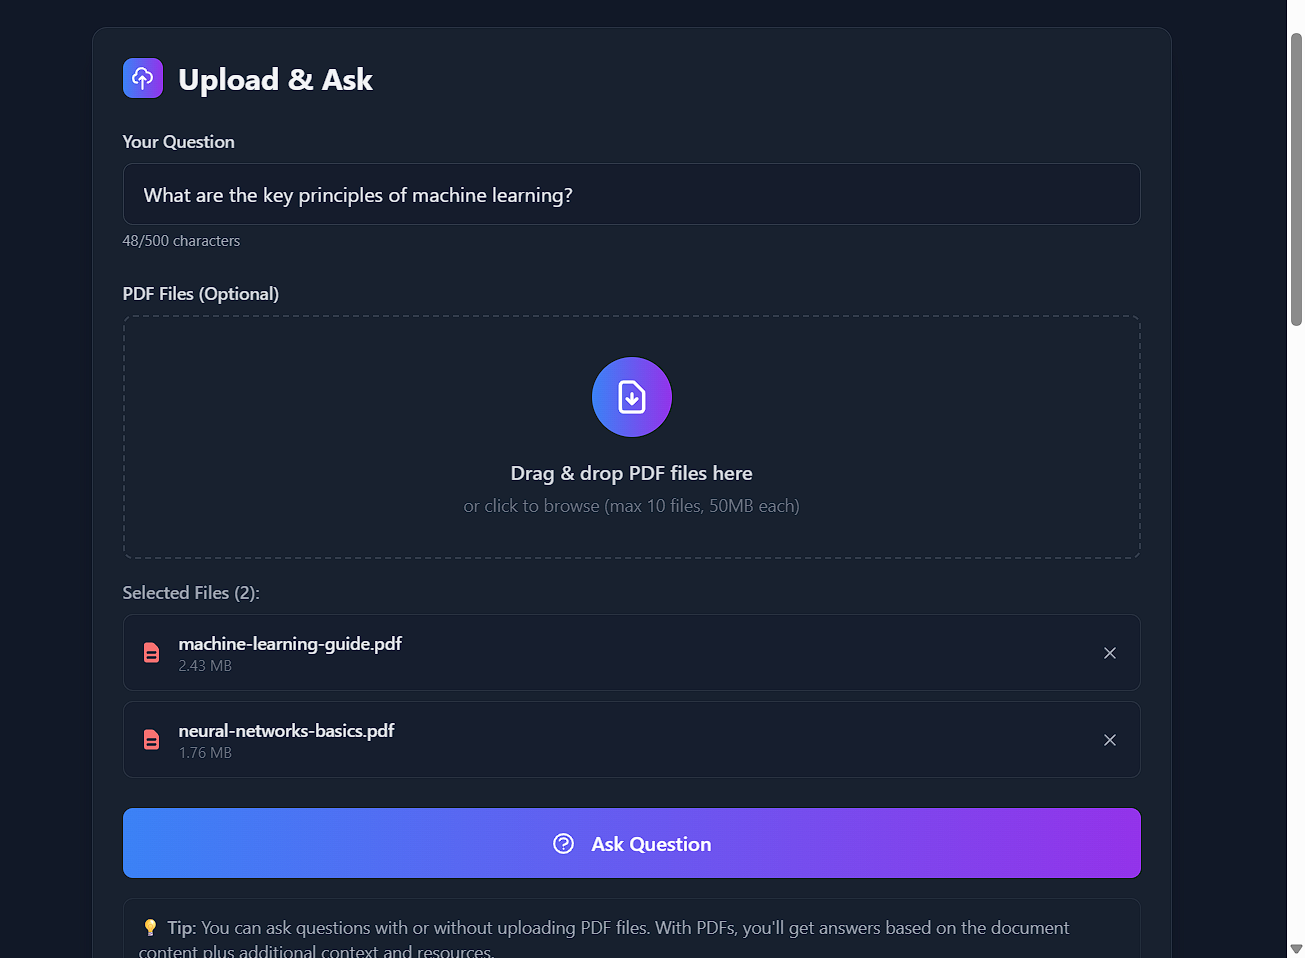 Upload & Ask
Your Question
What are the key principles of machine learning?
48/500 characters
PDF Files (Optional)
Drag & drop PDF files here
or click to browse (max 10 files, 50MB each)
Selected Files (2):
machine-learning-guide.pdf
2.43 MB
neural-networks-basics.pdf
1.76 MB
Ask Question
Tip: You can ask questions with or without uploading PDF files. With PDFs, you'll get answers based on the document
content plus additional context and resources.